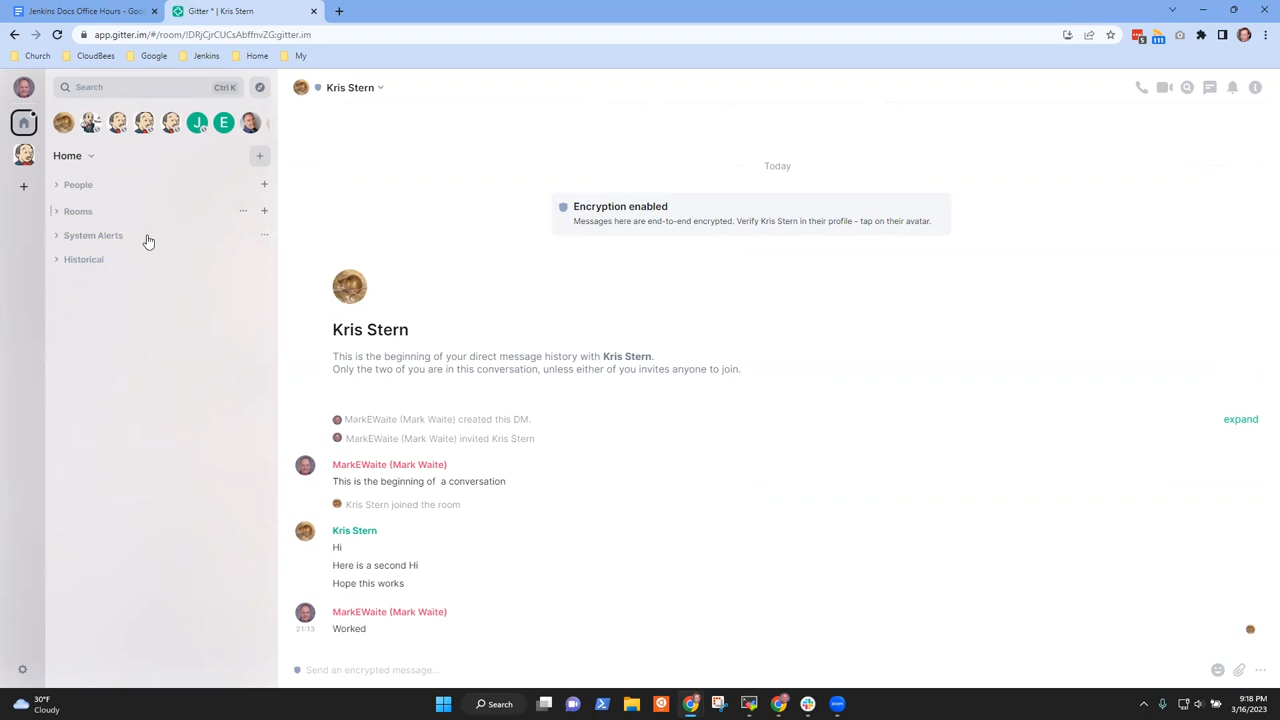 Jenkins Docs Office Hours - Goo
Gitter * | Kris Stern
app.gitter.im/#/room/!DRjCjrCUCsAbffnvZG:gitter.im
Church
CloudBees
Google
Jenkins
Home
My
5
111
Search
Ctrl K
J
E
Home
People
Rooms
System Alerts
Historical
Kris Stern
Today
Encryption enabled
Messages here are end-to-end encrypted. Verify Kris Stern in their profile - tap on their avatar.
Kris Stern
This is the beginning of your direct message history with Kris Stern.
Only the two of you are in this conversation, unless either of you invites anyone to join.
MarkEWaite (Mark Waite) created this DM.
expand
MarkEWaite (Mark Waite) invited Kris Stern
MarkEWaite (Mark Waite)
This is the beginning of a conversation
Kris Stern joined the room
Kris Stern
Hi
Here is a second Hi
Hope this works
MarkEWaite (Mark Waite)
21:13
Worked
Send an encrypted message...
30°F
Cloudy
Search
9:18 PM
3/16/2023